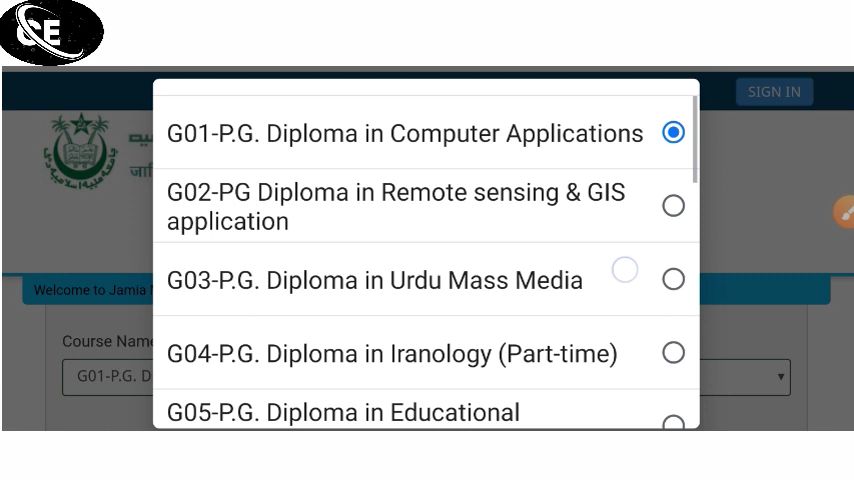 CE
SIGN IN
G01-P.G. Diploma in Computer Applications
G02-PG Diploma in Remote sensing & GIS
application
G03-P.G. Diploma in Urdu Mass Media
G04-P.G. Diploma in Iranology (Part-time)
G05-P.G. Diploma in Educational
Welcome to Jamia
Course Name
G01-P.G. D